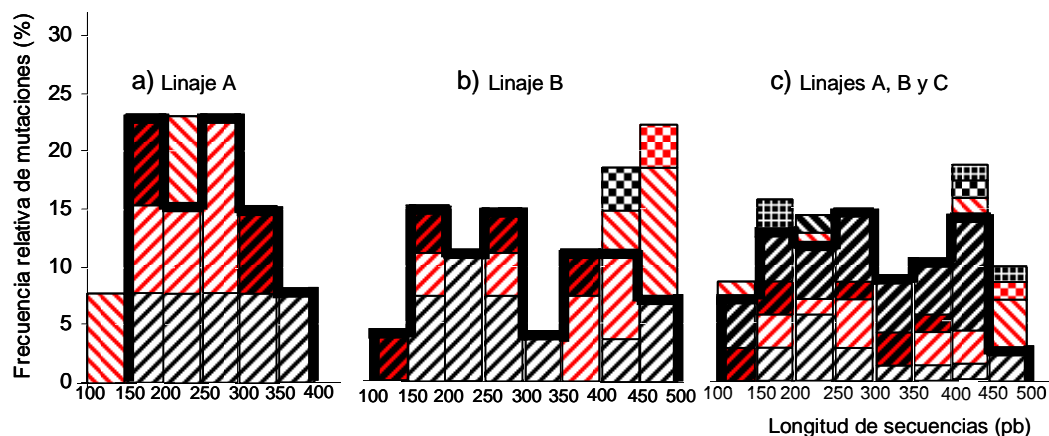 Frecuencia relativa de mutaciones (%)
30
25
20
15
10
5
0
a) Linaje A
b) Linaje B
c) Linajes A, B y C
100 150 200 250 300 350 400
100 150 200 250 300 350 400 450 500
100 150 200 250 300 350 400 450 500
Longitud de secuencias (pb)